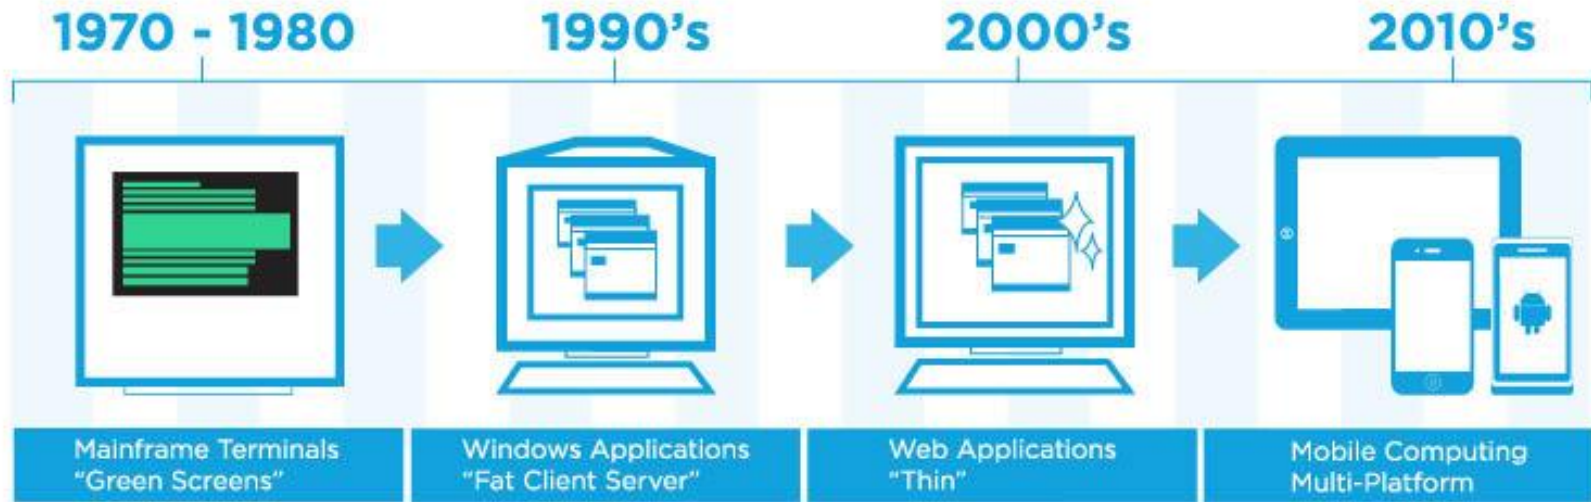 1970 - 1980
1990's
2000's
2010's
Mainframe Terminals
"Green Screens"
Windows Applications
"Fat Client Server"
Web Applications
"Thin"
Mobile Computing
Multi-Platform